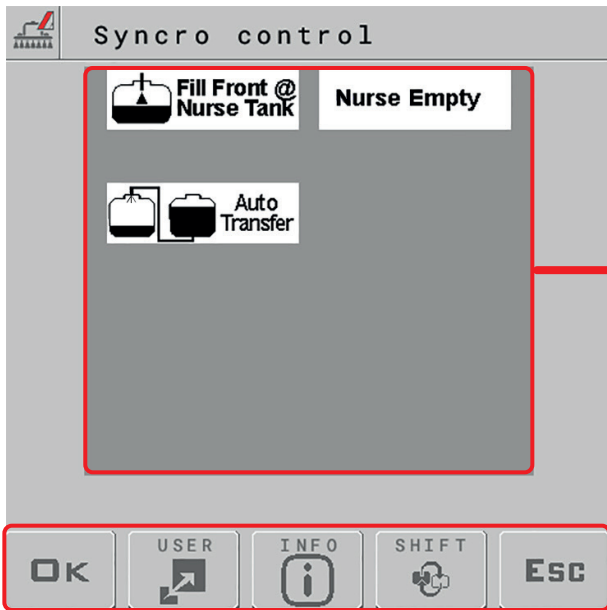 Syncro control
Fill Front @
Nurse Tank
Nurse Empty
Auto
Transfer
OK
USER
INFO
i
SHIFT
Esc